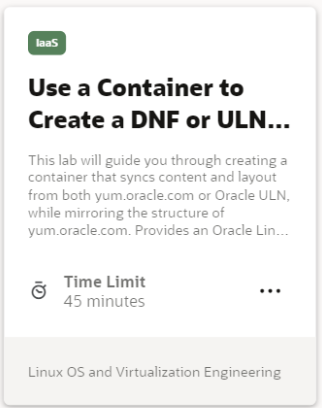 IaaS
Use a Container to
Create a DNF or ULN...
This lab will guide you through creating a
container that syncs content and layout
from both yum.oracle.com or Oracle ULN,
while mirroring the structure of
yum.oracle.com. Provides an Oracle Lin...
Time Limit
45 minutes
Linux OS and Virtualization Engineering